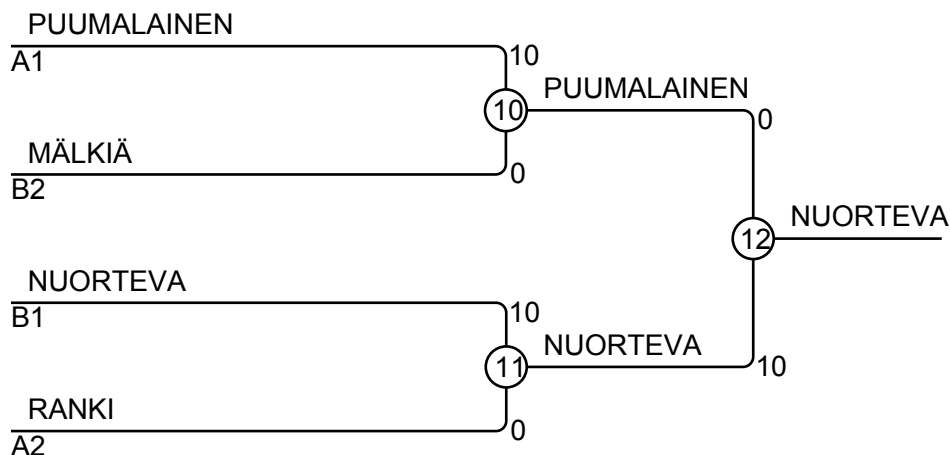 PUUMALAINEN
A1
10
10
PUUMALAINEN
0
MÄLKIÄ
B2
0
12
NUORTEVA
NUORTEVA
B1
10
11
NUORTEVA
10
RANKI
A2
0